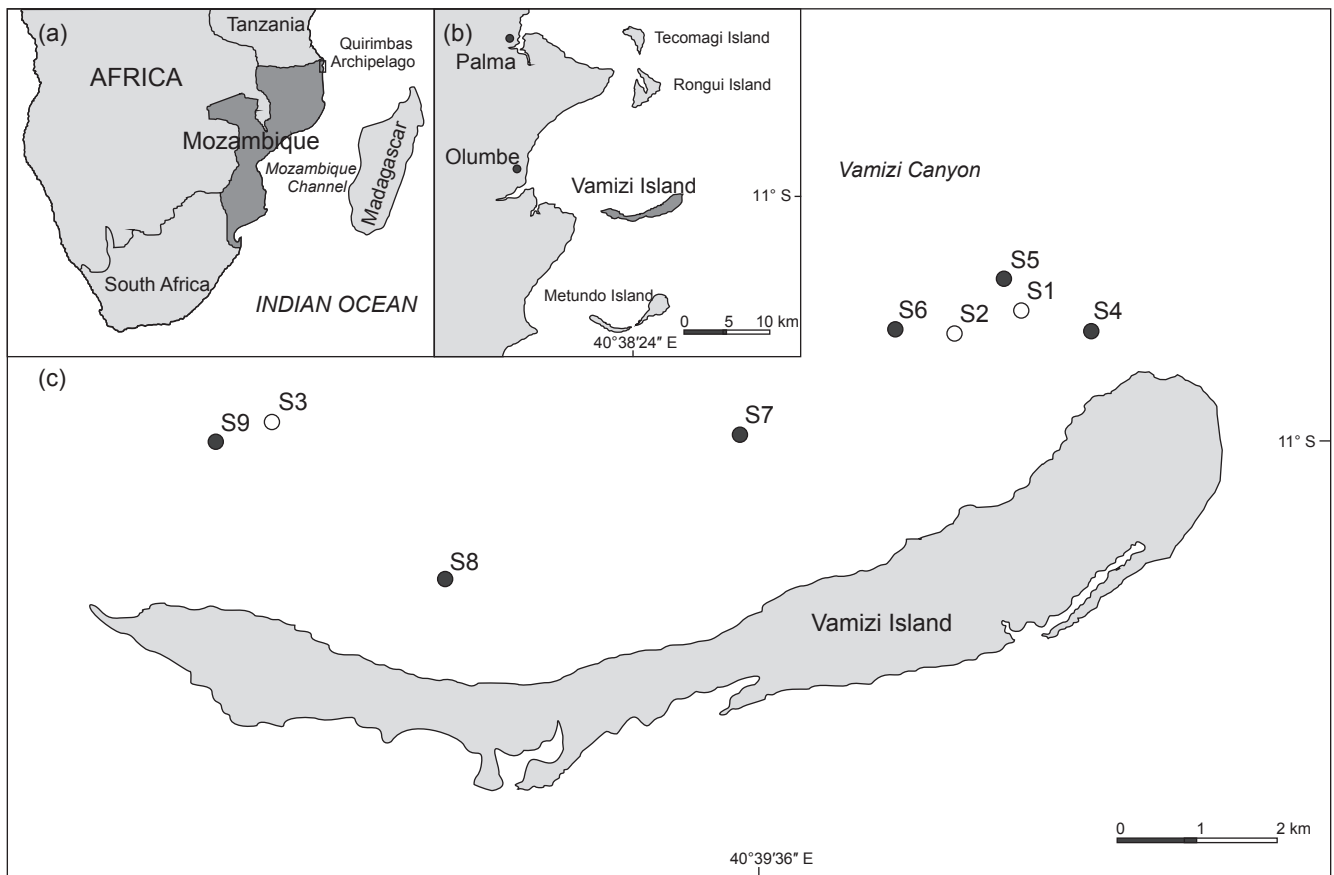 (a)
Tanzania
Quirimbas
Archipelago
AFRICA
Mozambique
Mozambique
Channel
Madagascar
South Africa
INDIAN OCEAN
(b)
Palma
Tecomagi Island
Rongui Island
Olumbe
Vamizi Island
11° S
Metundo Island
0 5 10 km
40°38′24″ E
(c)
Vamizi Canyon
S5
S1
S6
S2
S4
S3
S9
S7
11° S
S8
Vamizi Island
0 1 2 km
40°39′36″ E